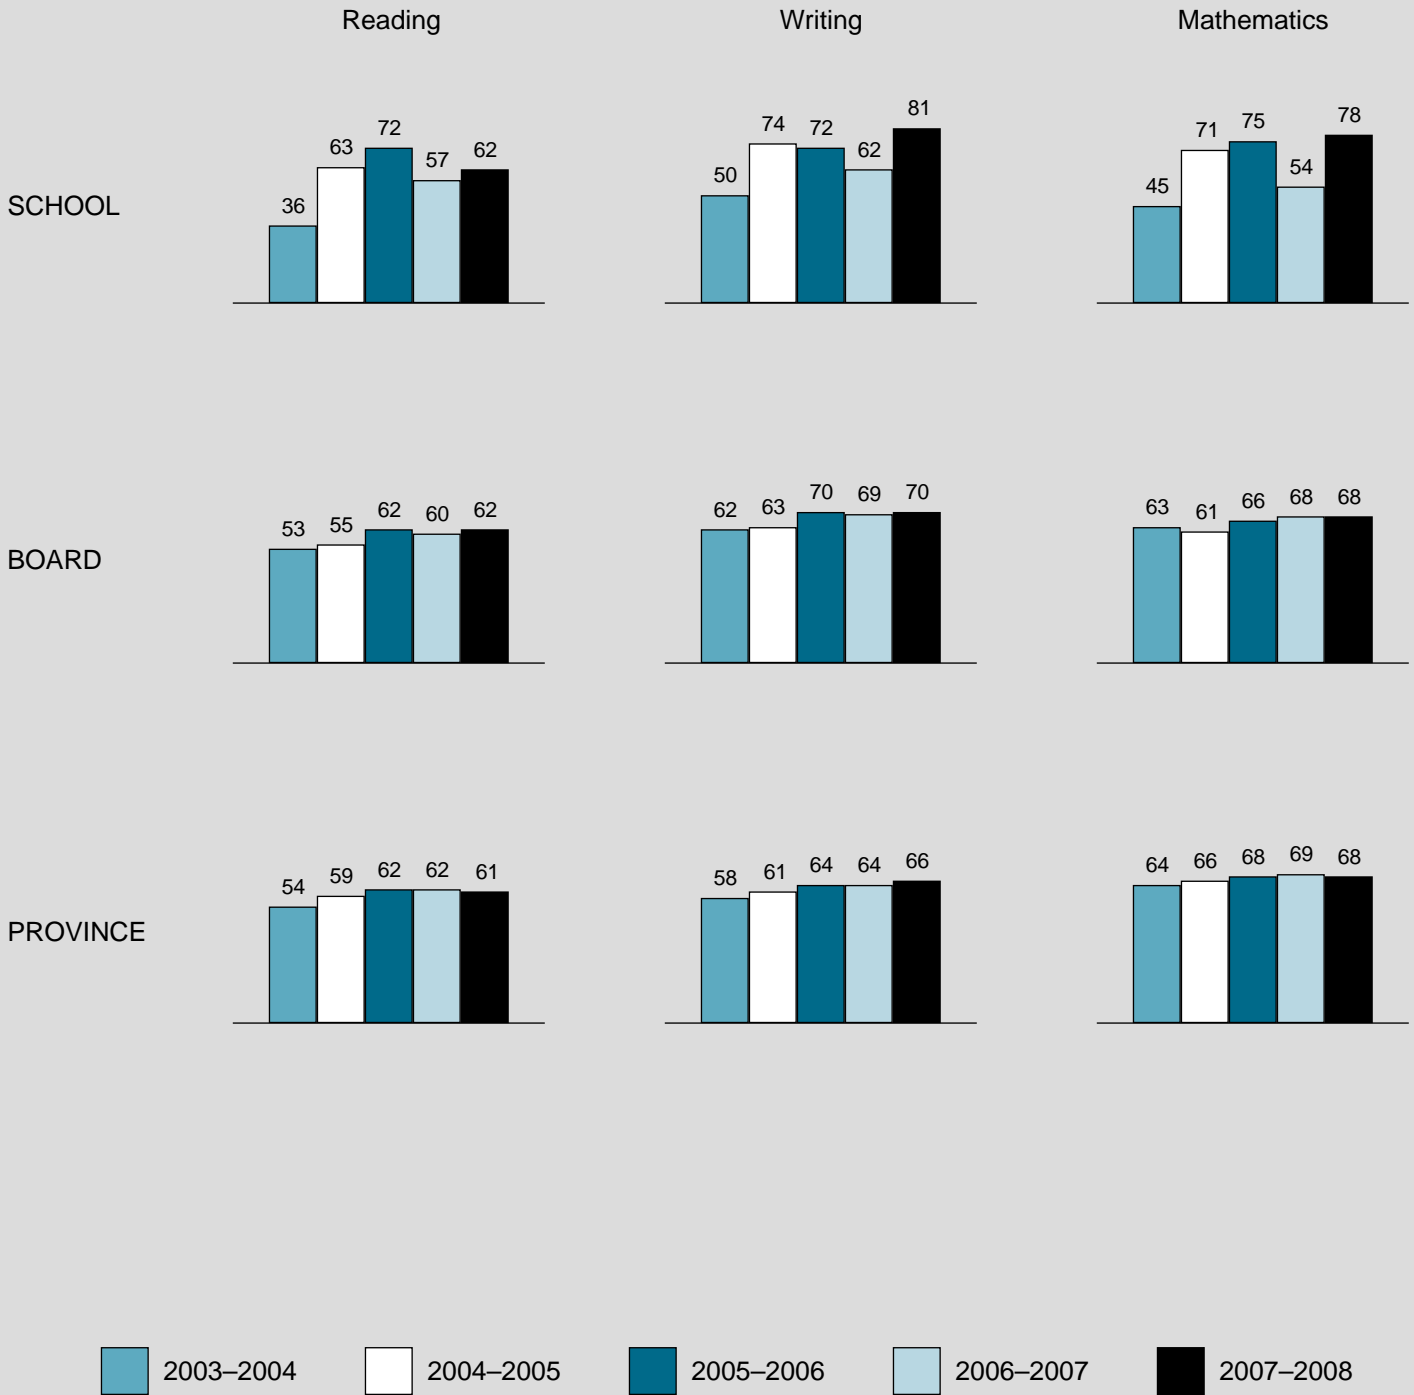 Reading Writing Mathematics
SCHOOL
36 63 72 57 62
50 74 72 62 81
45 71 75 54 78
BOARD
53 55 62 60 62
62 63 70 69 70
63 61 66 68 68
PROVINCE
54 59 62 62 61
58 61 64 64 66
64 66 68 69 68
2003–2004 2004–2005 2005–2006 2006–2007 2007–2008